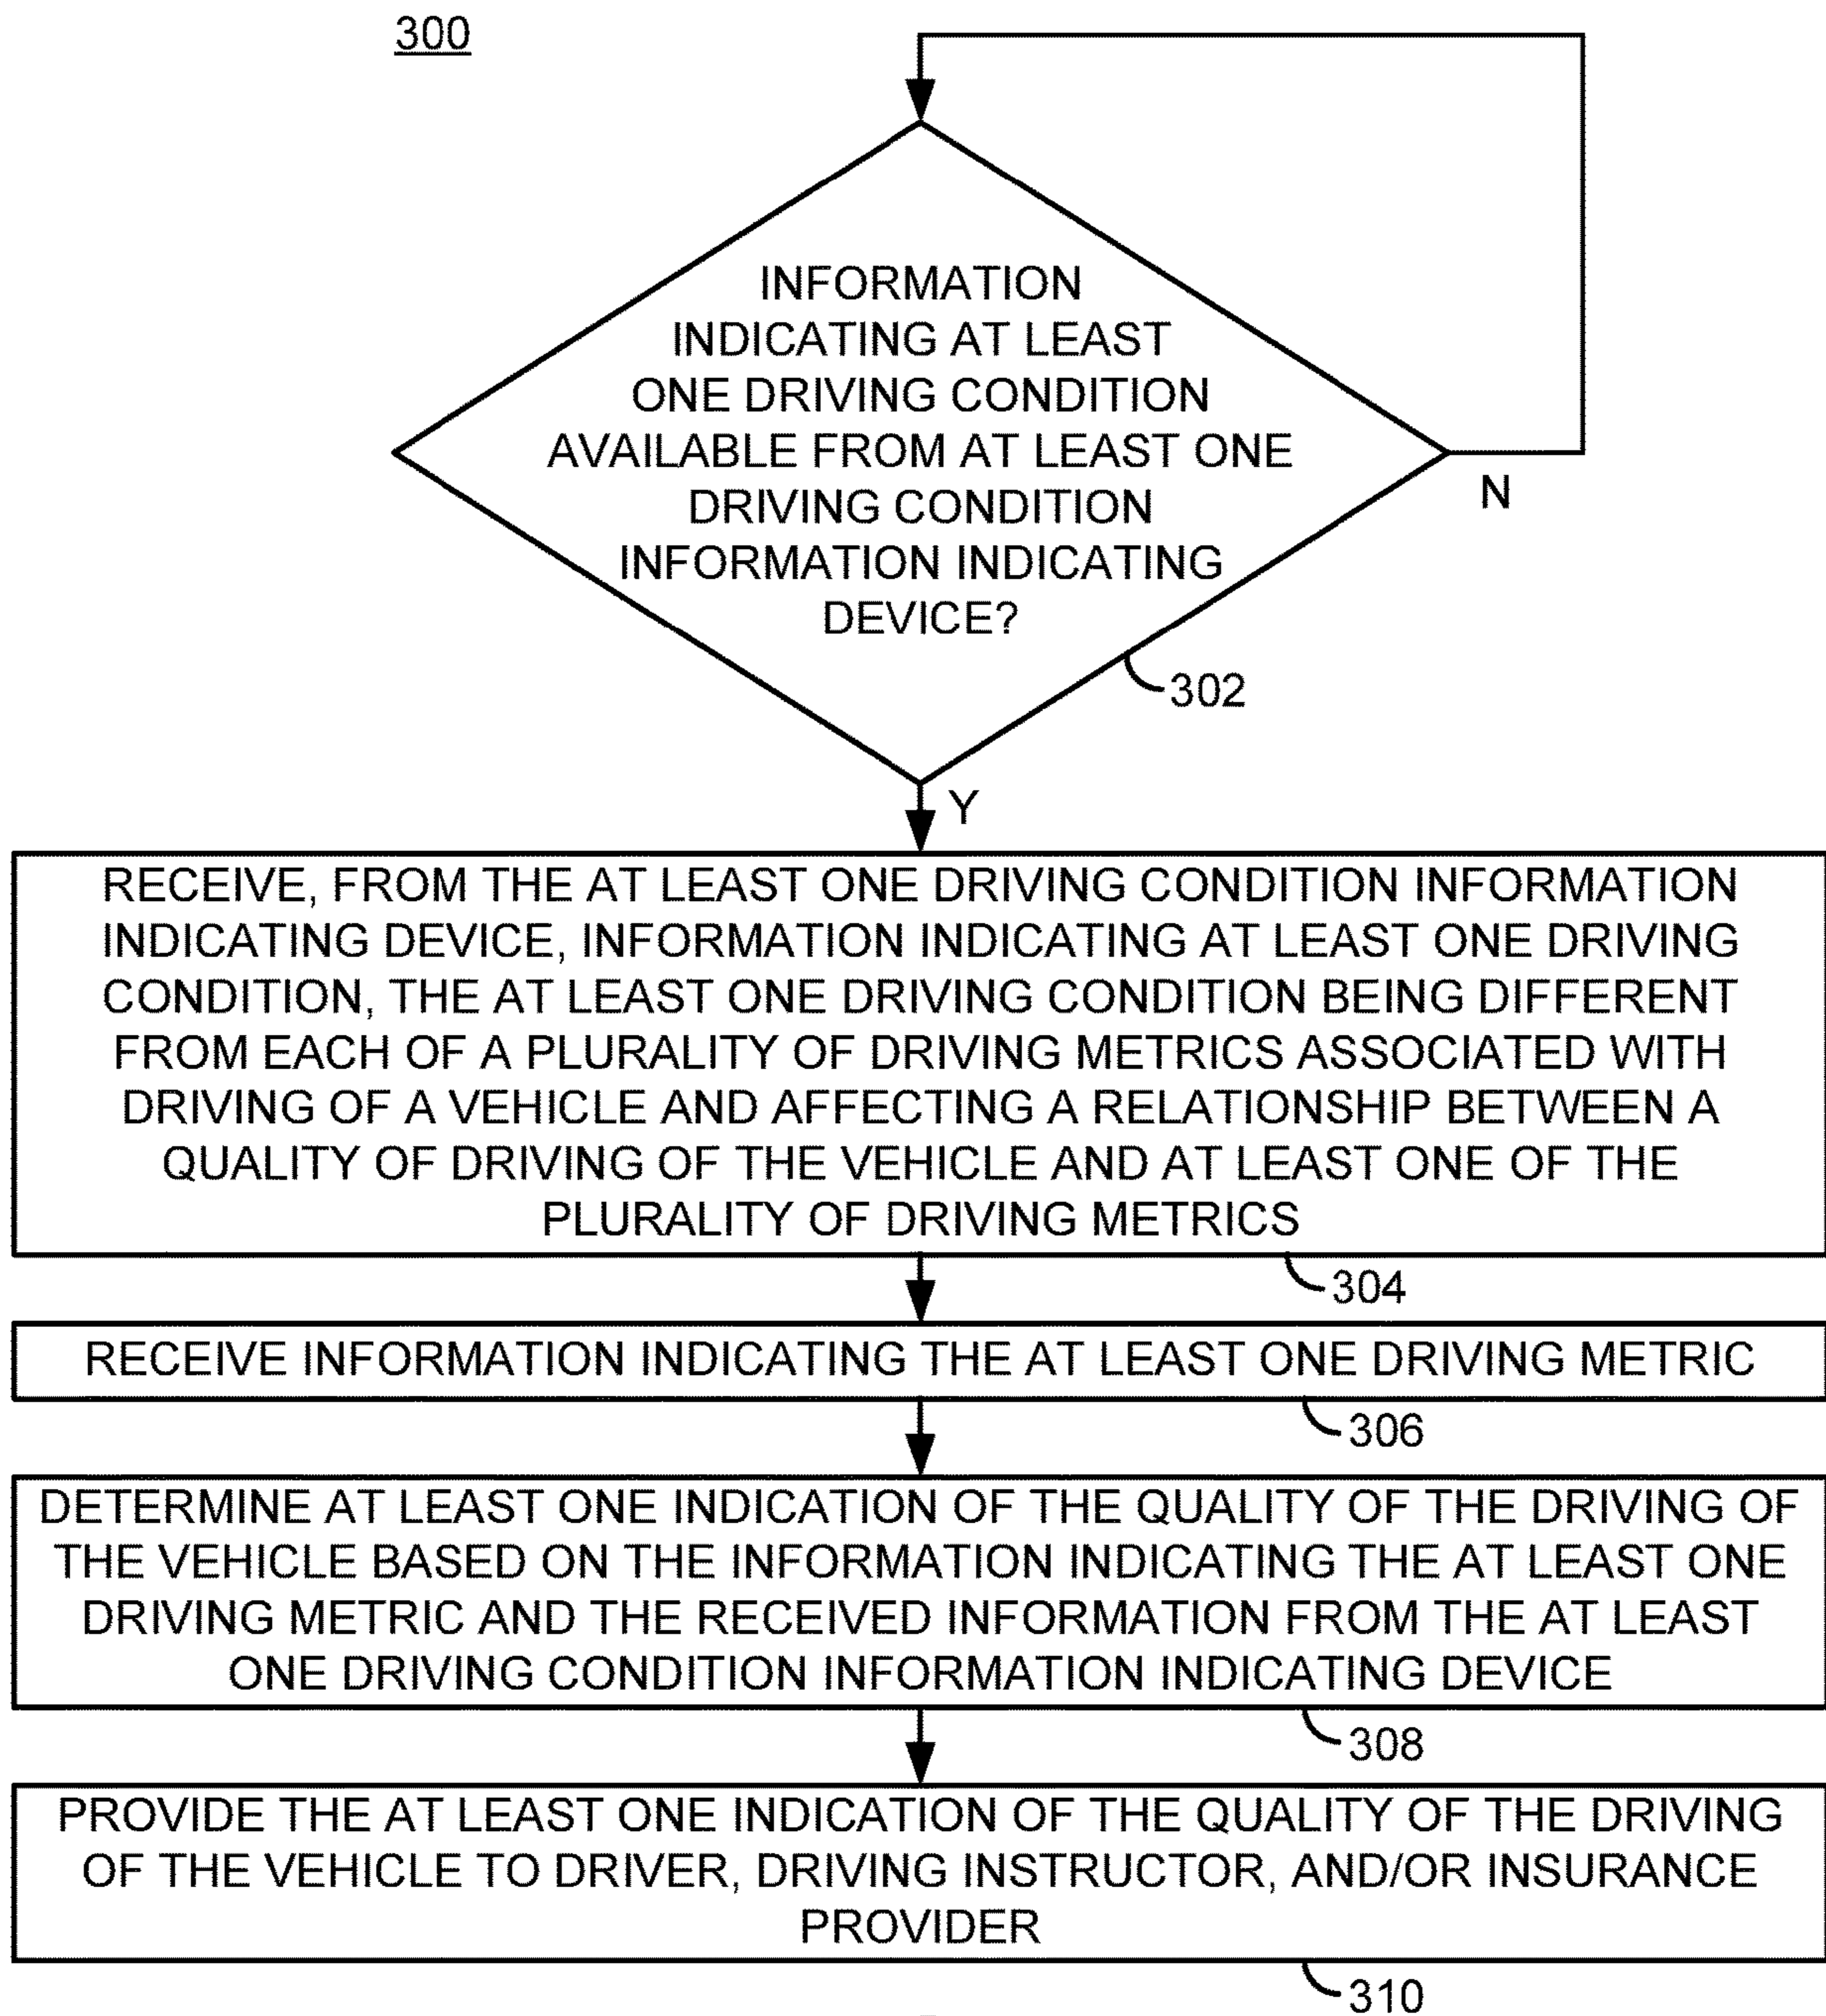 300
INFORMATION
INDICATING AT LEAST
ONE DRIVING CONDITION
AVAILABLE FROM AT LEAST ONE
DRIVING CONDITION
INFORMATION INDICATING
DEVICE?
N
302
Y
RECEIVE, FROM THE AT LEAST ONE DRIVING CONDITION INFORMATION
INDICATING DEVICE, INFORMATION INDICATING AT LEAST ONE DRIVING
CONDITION, THE AT LEAST ONE DRIVING CONDITION BEING DIFFERENT
FROM EACH OF A PLURALITY OF DRIVING METRICS ASSOCIATED WITH
DRIVING OF A VEHICLE AND AFFECTING A RELATIONSHIP BETWEEN A
QUALITY OF DRIVING OF THE VEHICLE AND AT LEAST ONE OF THE
PLURALITY OF DRIVING METRICS
304
RECEIVE INFORMATION INDICATING THE AT LEAST ONE DRIVING METRIC
306
DETERMINE AT LEAST ONE INDICATION OF THE QUALITY OF THE DRIVING OF
THE VEHICLE BASED ON THE INFORMATION INDICATING THE AT LEAST ONE
DRIVING METRIC AND THE RECEIVED INFORMATION FROM THE AT LEAST
ONE DRIVING CONDITION INFORMATION INDICATING DEVICE
308
PROVIDE THE AT LEAST ONE INDICATION OF THE QUALITY OF THE DRIVING
OF THE VEHICLE TO DRIVER, DRIVING INSTRUCTOR, AND/OR INSURANCE
PROVIDER
310